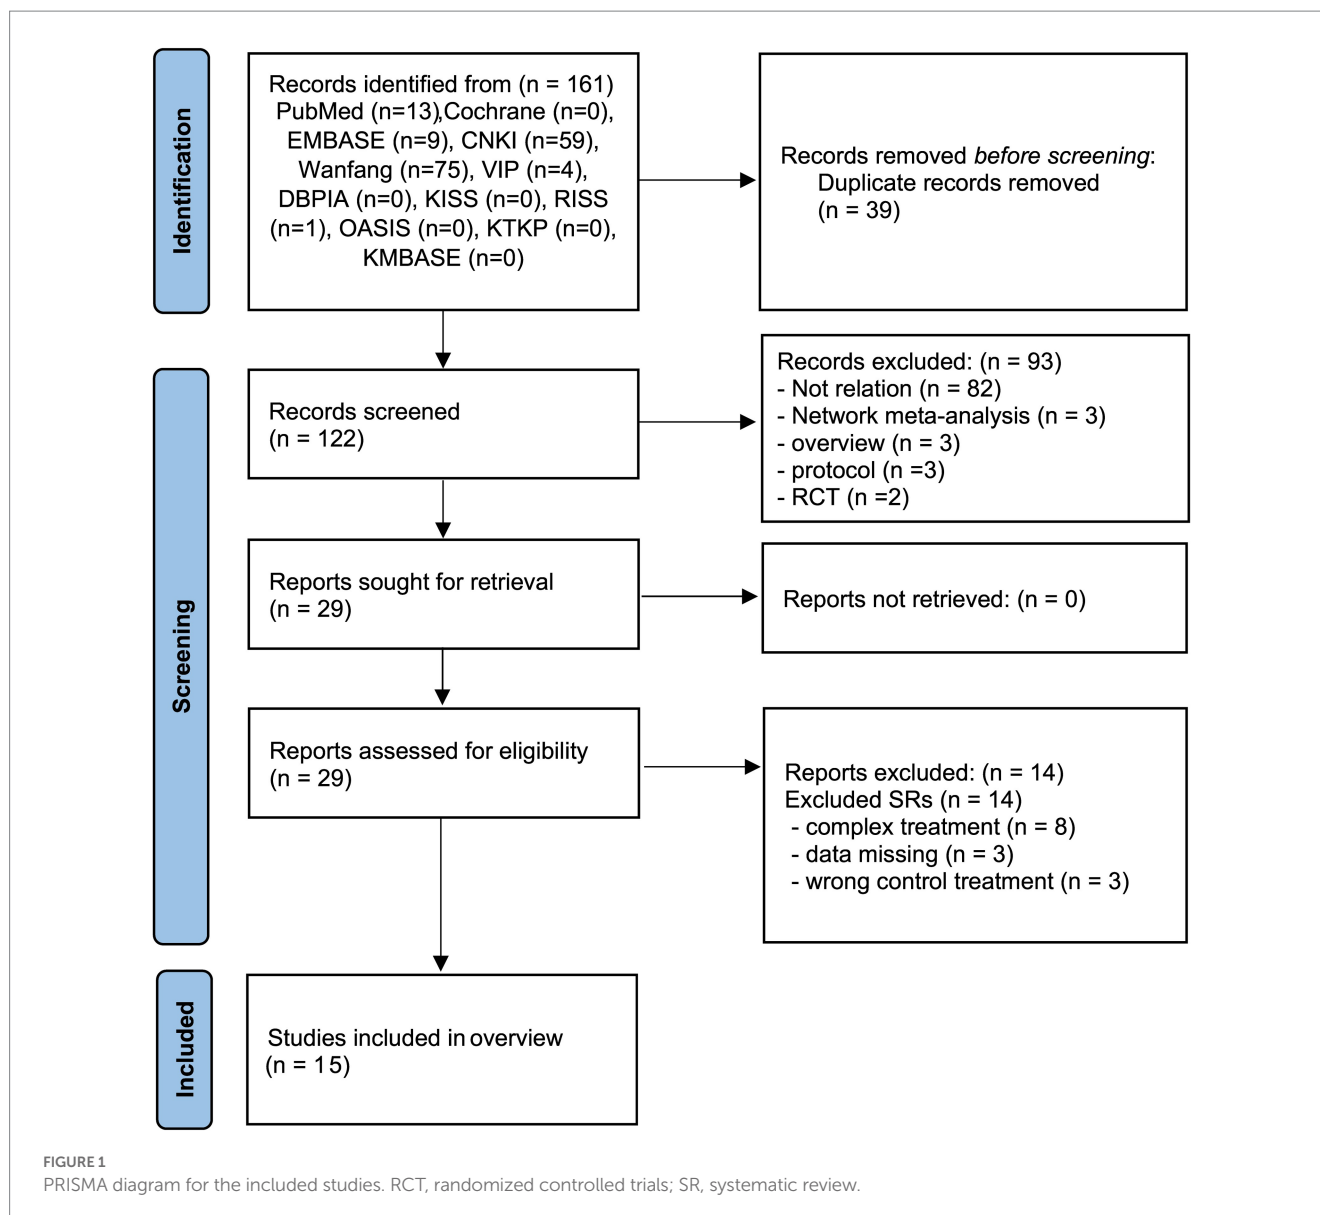 Identification
Records identified from (n = 161)
PubMed (n=13),Cochrane (n=0),
EMBASE (n=9), CNKI (n=59),
Wanfang (n=75), VIP (n=4),
DBPIA (n=0), KISS (n=0), RISS
(n=1), OASIS (n=0), KTKP (n=0),
KMBASE (n=0)
Records removed before screening:
Duplicate records removed
(n = 39)
Screening
Records screened
(n = 122)
Records excluded: (n = 93)
- Not relation (n = 82)
- Network meta-analysis (n = 3)
- overview (n = 3)
- protocol (n =3)
- RCT (n =2)
Reports sought for retrieval
(n = 29)
Reports not retrieved: (n = 0)
Reports assessed for eligibility
(n = 29)
Reports excluded: (n = 14)
Excluded SRs (n = 14)
- complex treatment (n = 8)
- data missing (n = 3)
- wrong control treatment (n = 3)
Included
Studies included in overview
(n = 15)
FIGURE 1
PRISMA diagram for the included studies. RCT, randomized controlled trials; SR, systematic review.